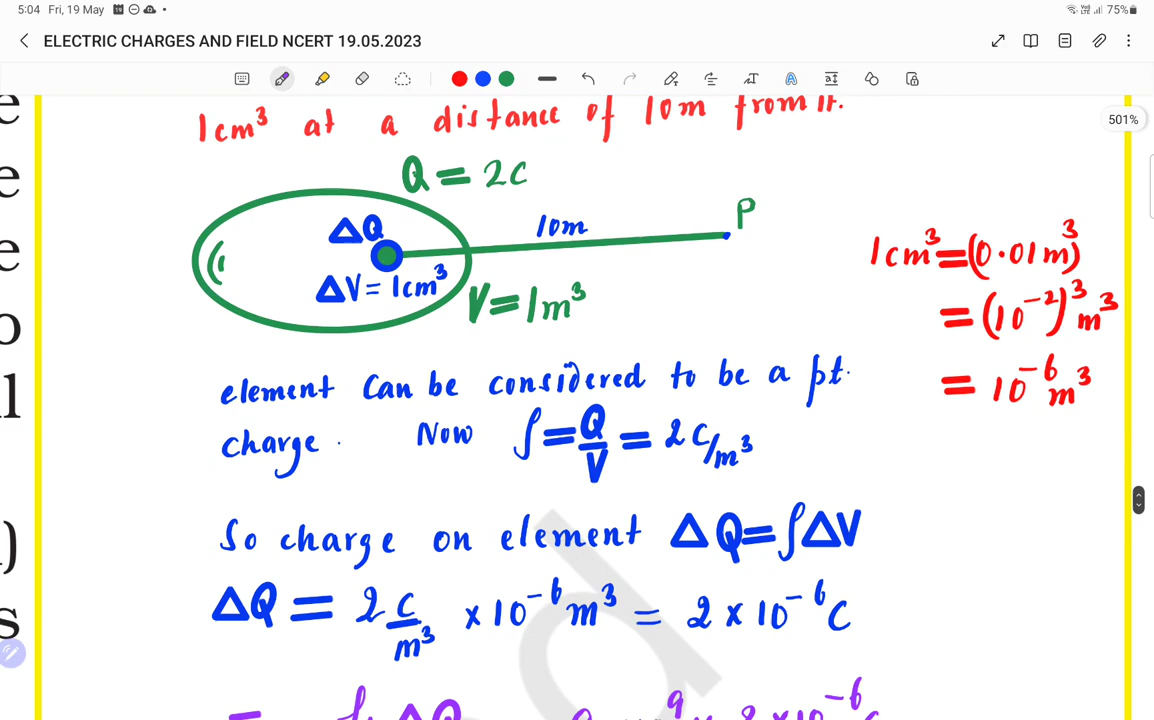 5:04 Fri, 19 May
75%
ELECTRIC CHARGES AND FIELD NCERT 19.05.2023
501%
1cm³ at a distance of 10m from it.
Q = 2C
ΔQ
10m
P
ΔV = 1cm³
V = 1m³
1cm³ = (0.01m)³
= (10⁻²)³ m³
= 10⁻⁶ m³
element can be considered to be a pt.
charge. Now ρ = Q/V = 2 C/m³
So charge on element ΔQ = ρΔV
ΔQ = 2 C/m³ × 10⁻⁶ m³ = 2 × 10⁻⁶ C